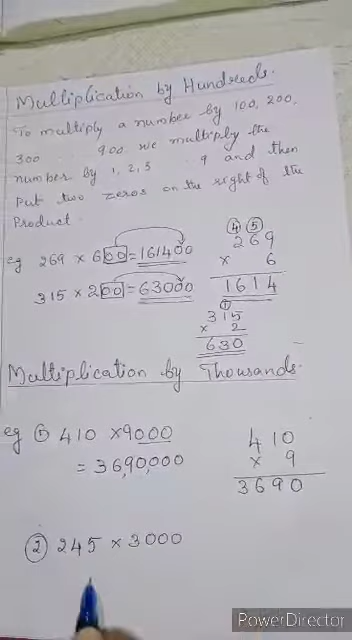 Multiplication by Hundreds.
To multiply a number by 100, 200,
300 .. 900 we multiply the
number by 1, 2, 3 .. 9 and then
Put two zeros on the right of the
Product.
eg 269 × 600 = 161400
315 × 200 = 63000
4 5
269
× 6
1614
1
315
× 2
630
Multiplication by Thousands.
eg ① 410 × 9000
= 3690,000
410
× 9
3690
② 245 × 3000
PowerDirector